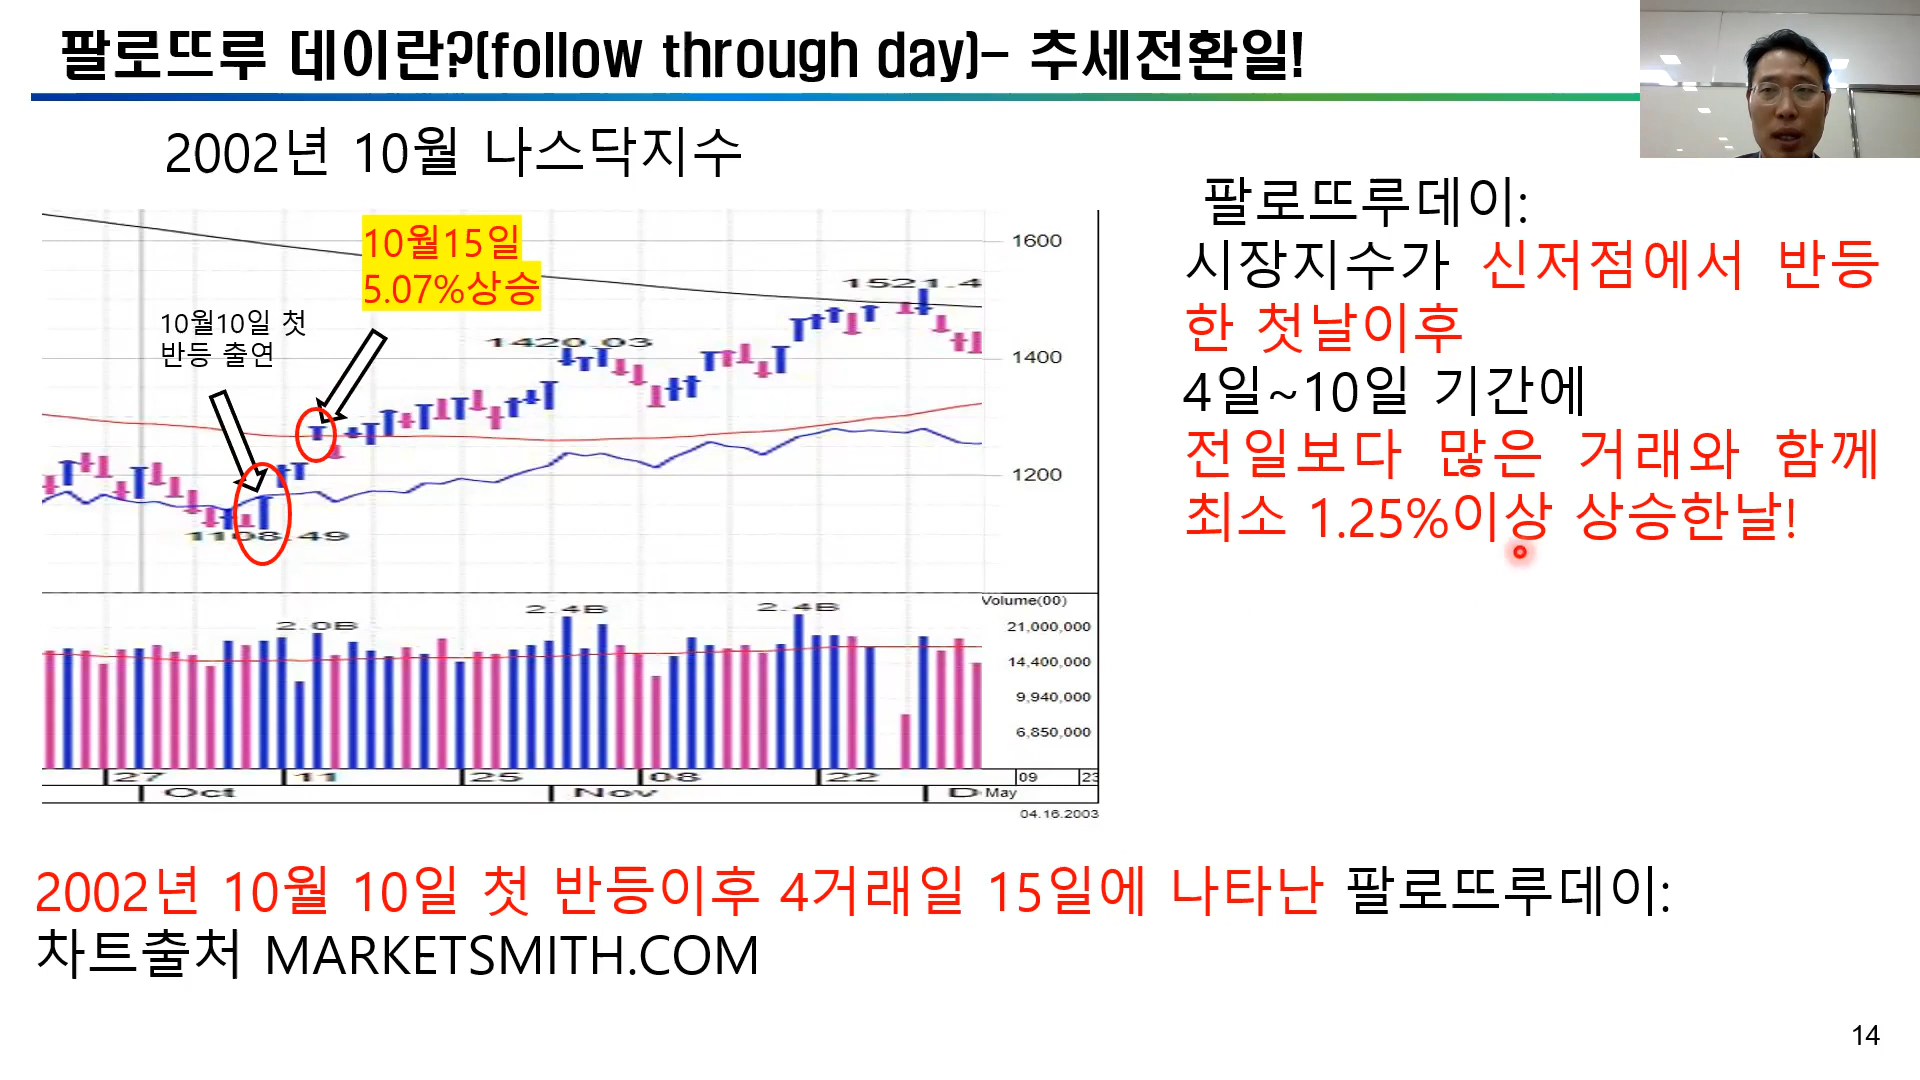 팔로뜨루 데이란?(follow through day)- 추세전환일!
2002년 10월 나스닥지수
10월15일
5.07%상승
10월10일 첫
반등 출연
1521.4
1420.03
1108.49
1600
1400
1200
Volume(00)
2.0B
2.4B
2.4B
21,000,000
14,400,000
9,940,000
6,850,000
27 11 25 08 22 09 23
Oct Nov D May
04.16.2003
팔로뜨루데이:
시장지수가 신저점에서 반등
한 첫날이후
4일~10일 기간에
전일보다 많은 거래와 함께
최소 1.25%이상 상승한날!
2002년 10월 10일 첫 반등이후 4거래일 15일에 나타난 팔로뜨루데이:
차트출처 MARKETSMITH.COM
14